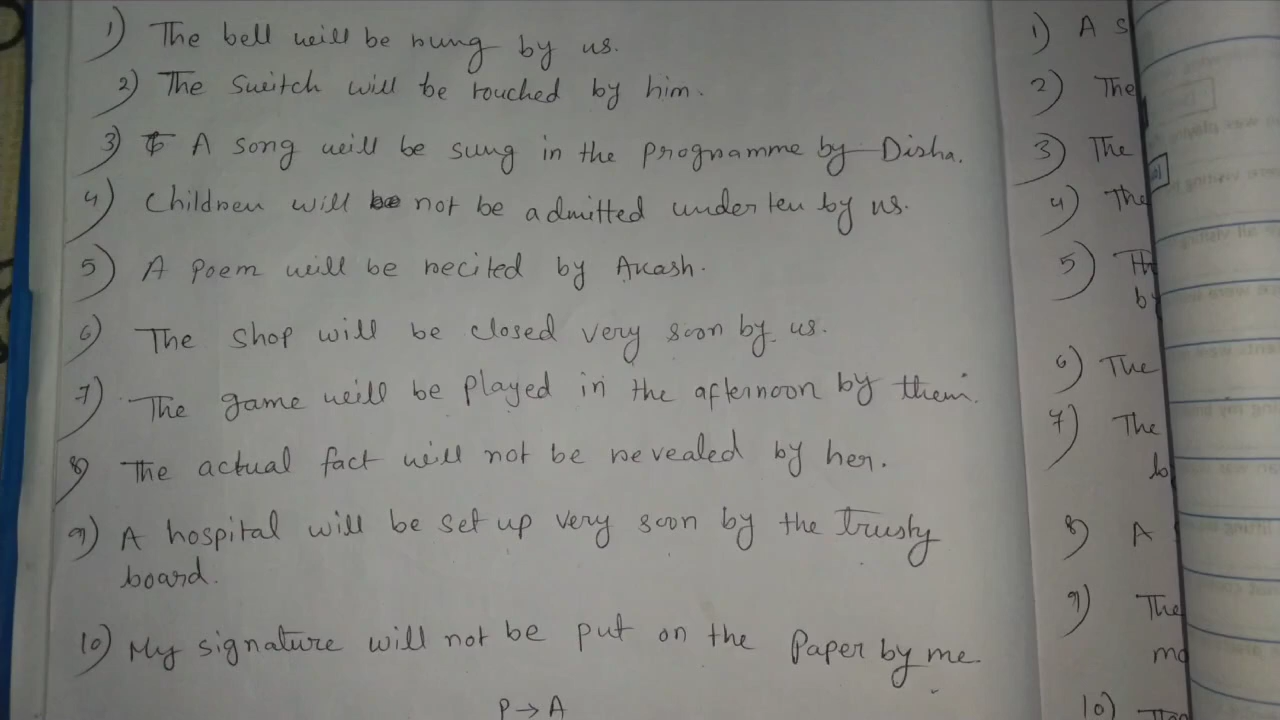 1) The bell will be rung by us.
2) The switch will be touched by him.
3) A song will be sung in the programme by Disha.
4) Children will not be admitted under ten by us.
5) A poem will be recited by Akash.
6) The shop will be closed very soon by us.
7) The game will be played in the afternoon by them.
8) The actual fact will not be revealed by her.
9) A hospital will be set up very soon by the trusty
board.
10) My signature will not be put on the Paper by me.
P → A
1) A S
2) The
3) The
4) The
5)
by
6) The
7) The
8) A
9) The
10)